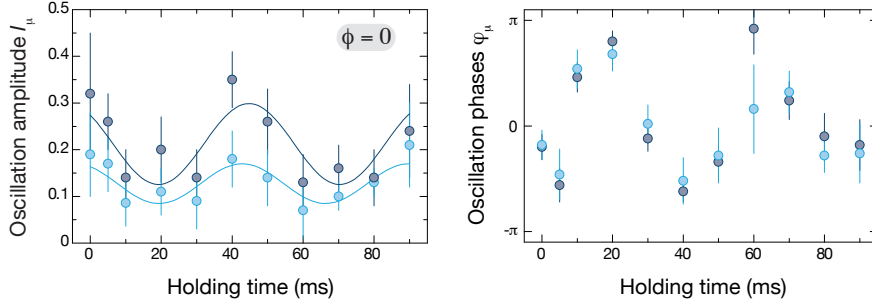 Oscillation amplitude I_μ
0.5
0.4
0.3
0.2
0.1
0
ϕ = 0
0 20 40 60 80
Holding time (ms)
Oscillation phases φ_μ
π
0
-π
0 20 40 60 80
Holding time (ms)